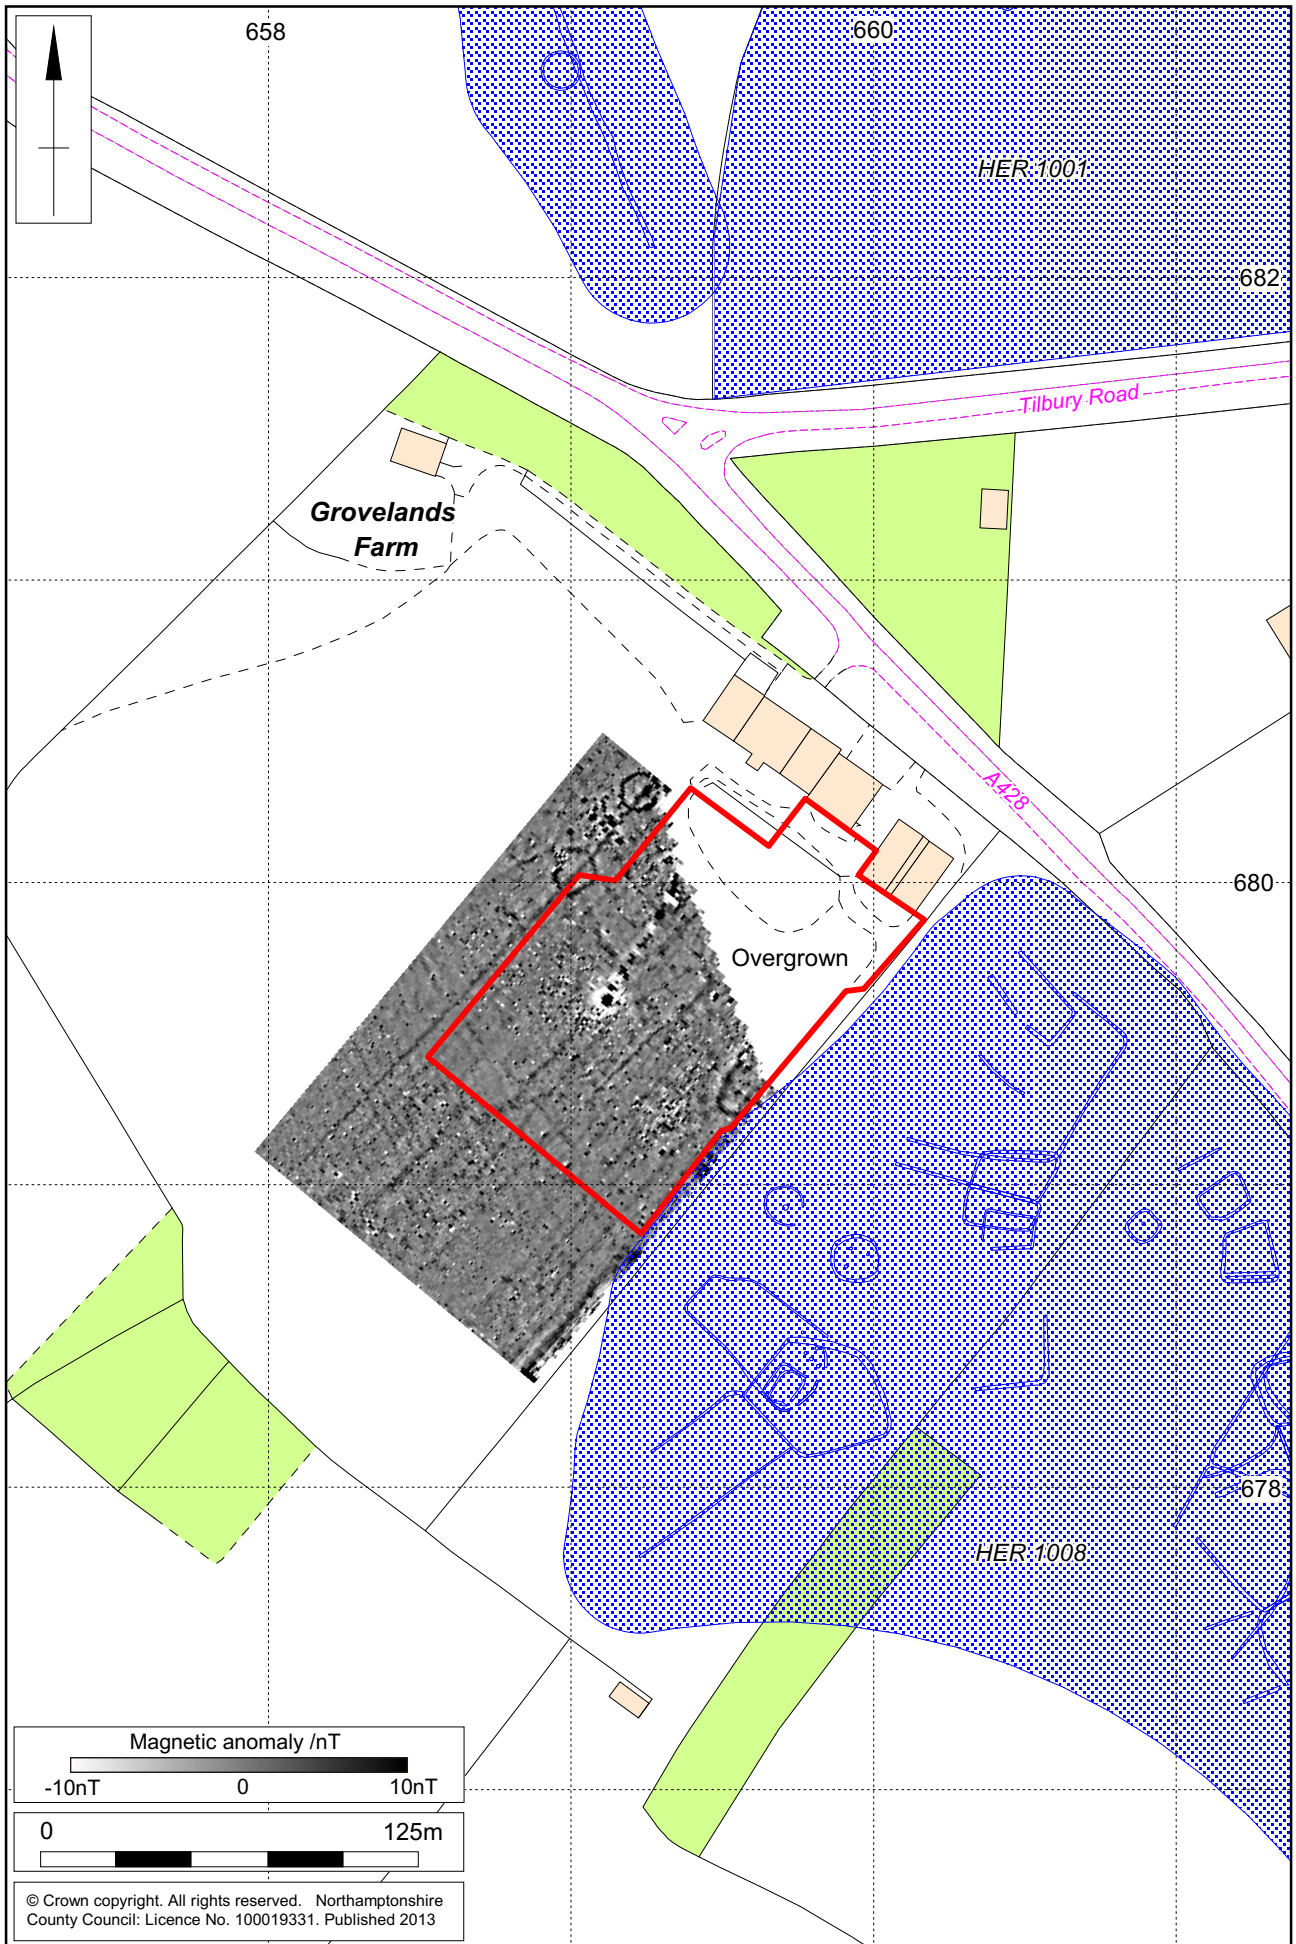 658
660
HER 1001
682
Tilbury Road
Grovelands
Farm
A428
680
Overgrown
678
HER 1008
Magnetic anomaly /nT
-10nT 0 10nT
0 125m
© Crown copyright. All rights reserved. Northamptonshire
County Council: Licence No. 100019331. Published 2013